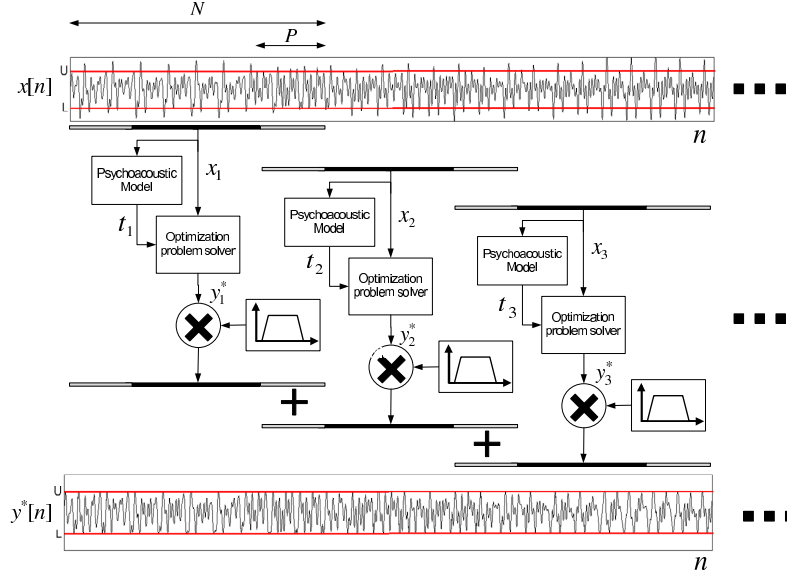 N
P
U
x[n]
L
n
Psychoacoustic
Model
x₁
t₁
Optimization
problem solver
y₁*
Psychoacoustic
Model
x₂
t₂
Optimization
problem solver
y₂*
Psychoacoustic
Model
x₃
t₃
Optimization
problem solver
y₃*
+
+
U
y*[n]
L
n